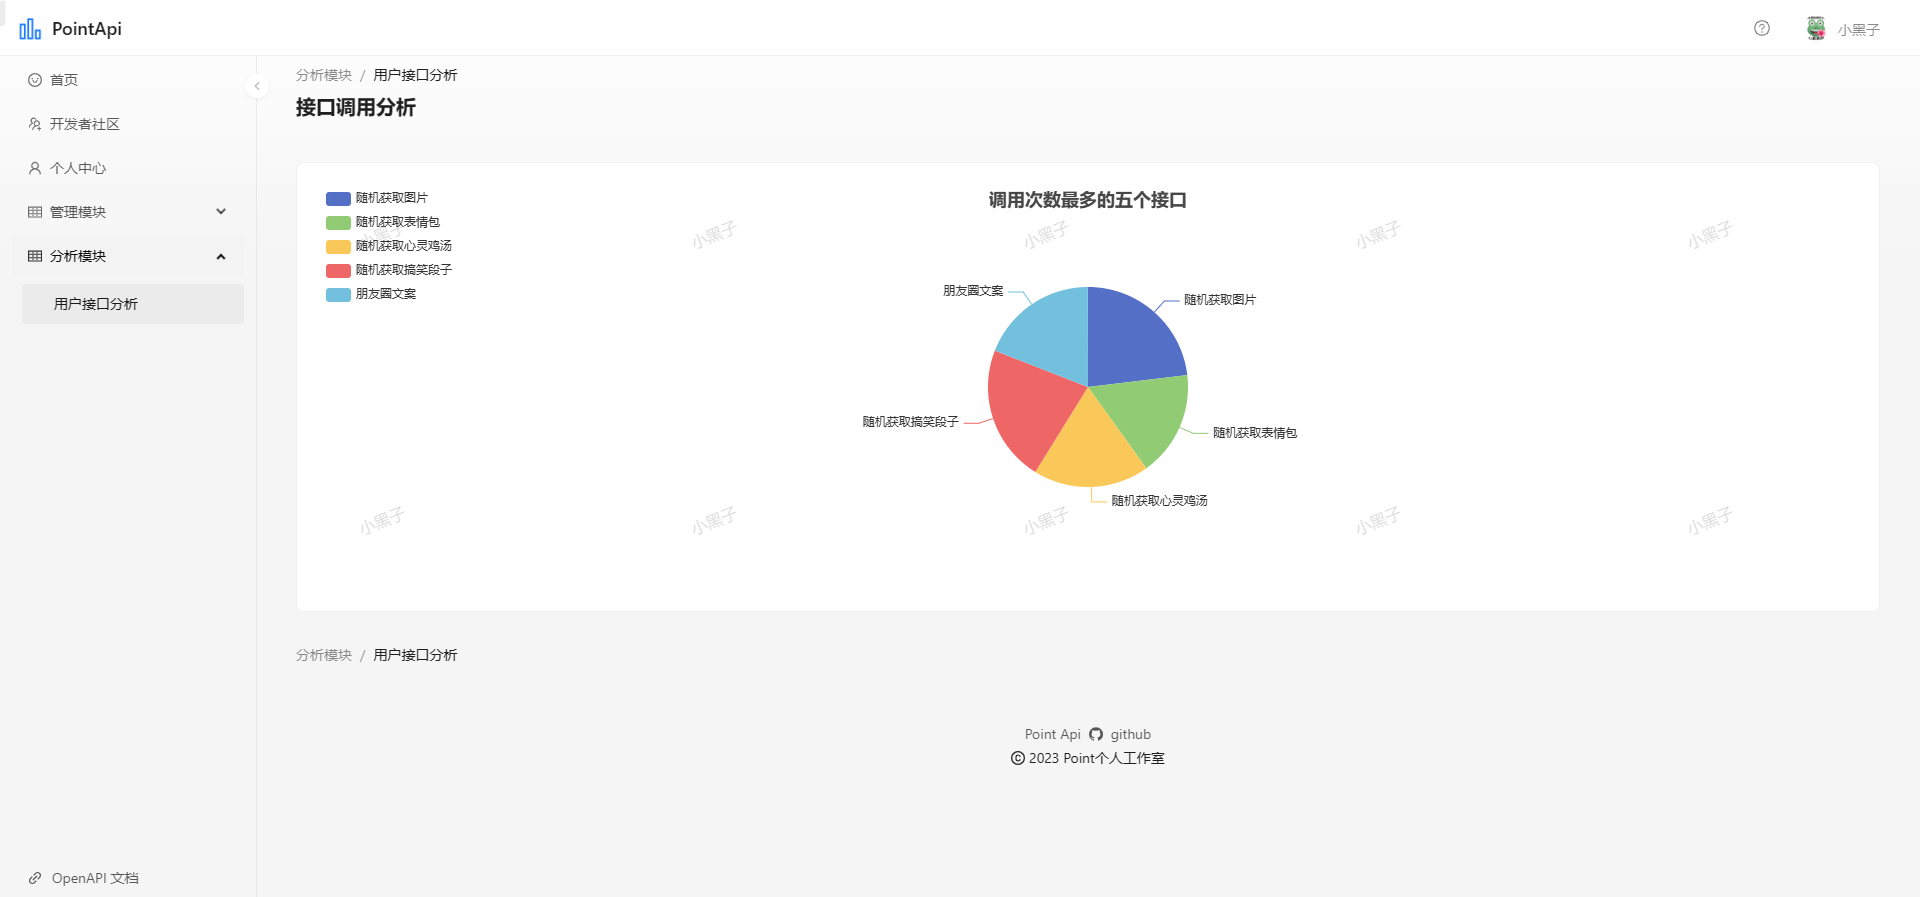 PointApi
小黑子
首页
开发者社区
个人中心
管理模块
分析模块
用户接口分析
OpenAPI 文档
分析模块 / 用户接口分析
接口调用分析
调用次数最多的五个接口
随机获取图片
随机获取表情包
随机获取心灵鸡汤
随机获取搞笑段子
朋友圈文案
朋友圈文案
随机获取图片
随机获取搞笑段子
随机获取表情包
随机获取心灵鸡汤
小黑子
小黑子
小黑子
小黑子
小黑子
小黑子
小黑子
小黑子
小黑子
小黑子
分析模块 / 用户接口分析
Point Api github
© 2023 Point个人工作室